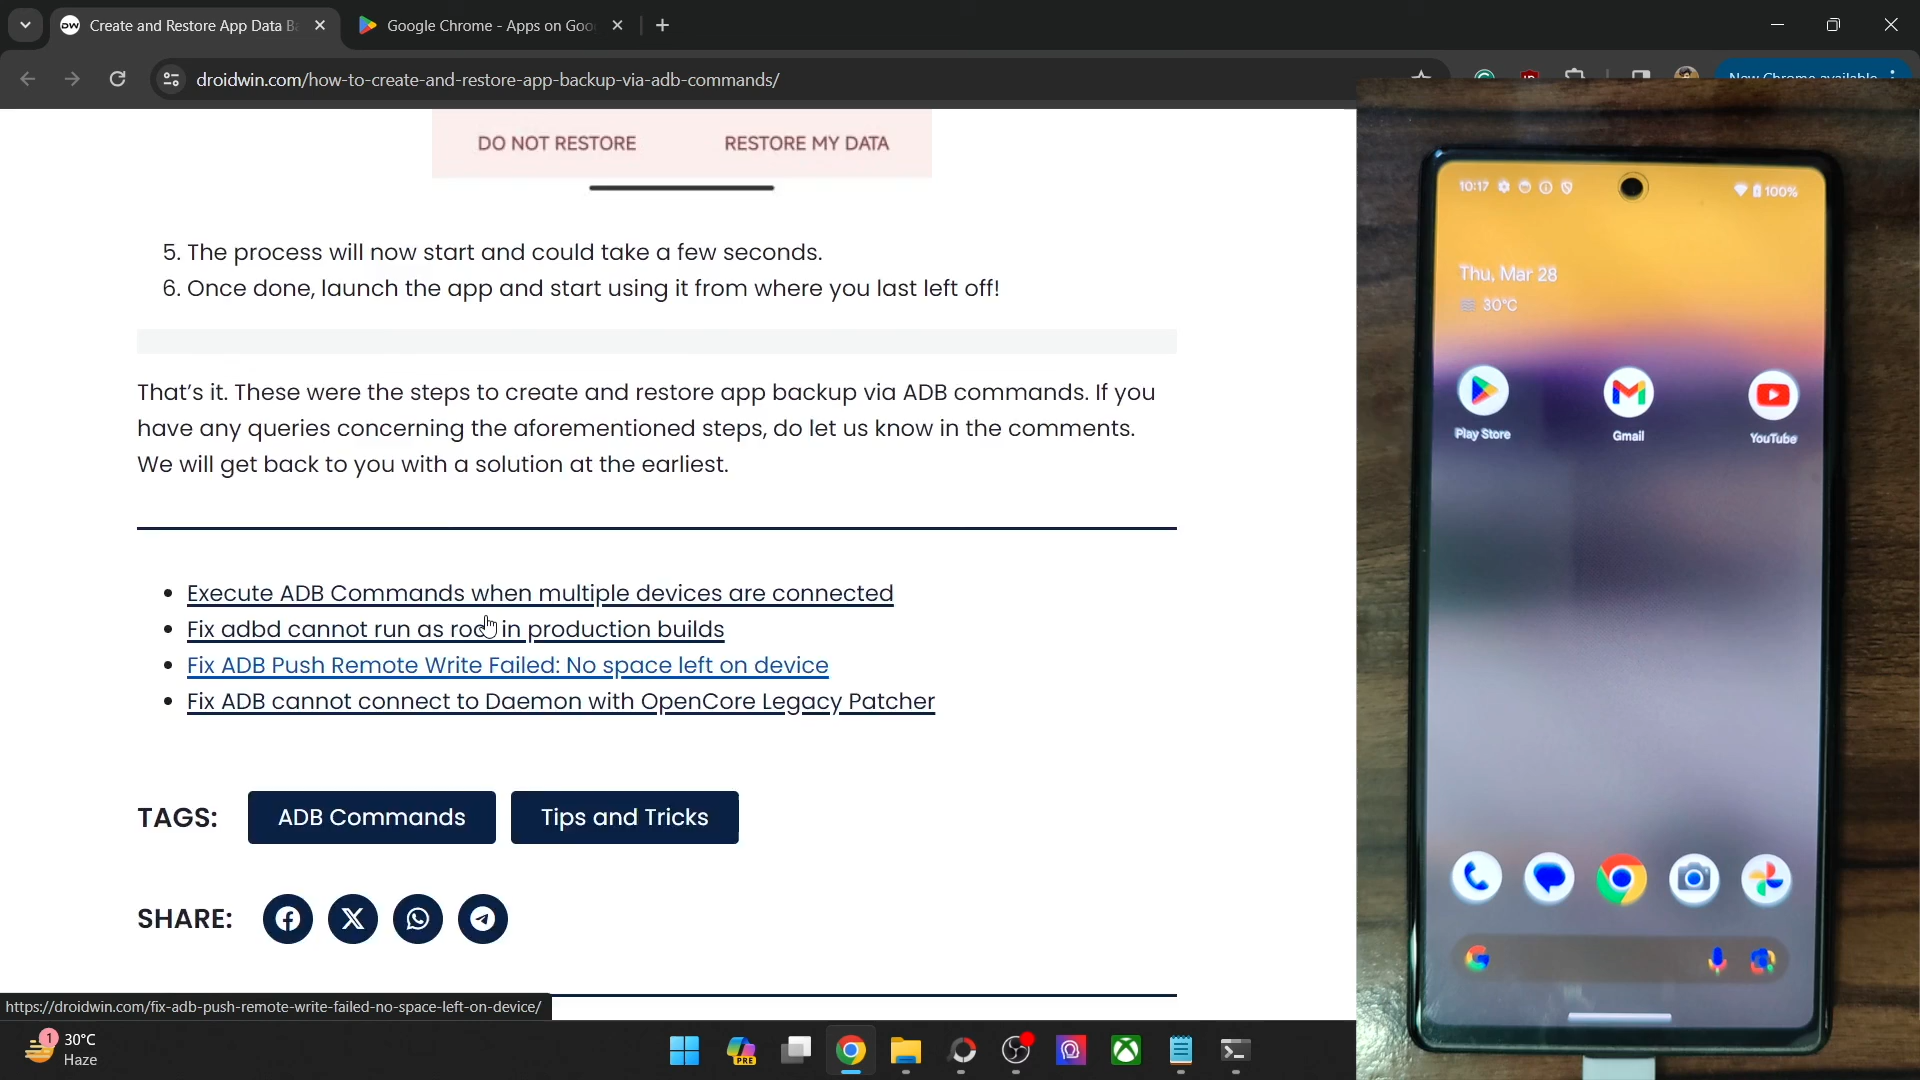 Create and Restore App Data B
Google Chrome - Apps on Goo
droidwin.com/how-to-create-and-restore-app-backup-via-adb-commands/
New Chrome available
DO NOT RESTORE
RESTORE MY DATA
5. The process will now start and could take a few seconds.
6. Once done, launch the app and start using it from where you last left off!
That's it. These were the steps to create and restore app backup via ADB commands. If you
have any queries concerning the aforementioned steps, do let us know in the comments.
We will get back to you with a solution at the earliest.
Execute ADB Commands when multiple devices are connected
Fix adbd cannot run as root in production builds
Fix ADB Push Remote Write Failed: No space left on device
Fix ADB cannot connect to Daemon with OpenCore Legacy Patcher
TAGS:
ADB Commands
Tips and Tricks
SHARE:
https://droidwin.com/fix-adb-push-remote-write-failed-no-space-left-on-device/
1
30°C
Haze
PRE
10:17
100%
Thu, Mar 28
30°C
Play Store
Gmail
YouTube